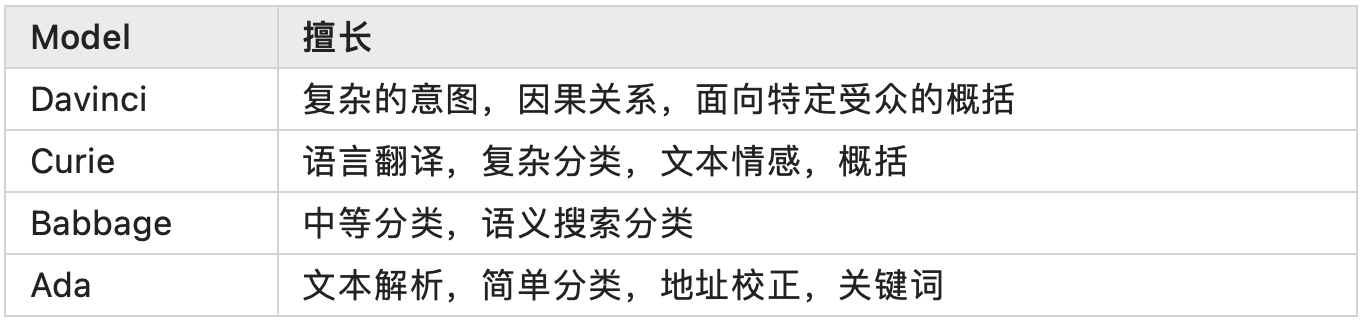 Model 擅长
Davinci 复杂的意图，因果关系，面向特定受众的概括
Curie 语言翻译，复杂分类，文本情感，概括
Babbage 中等分类，语义搜索分类
Ada 文本解析，简单分类，地址校正，关键词